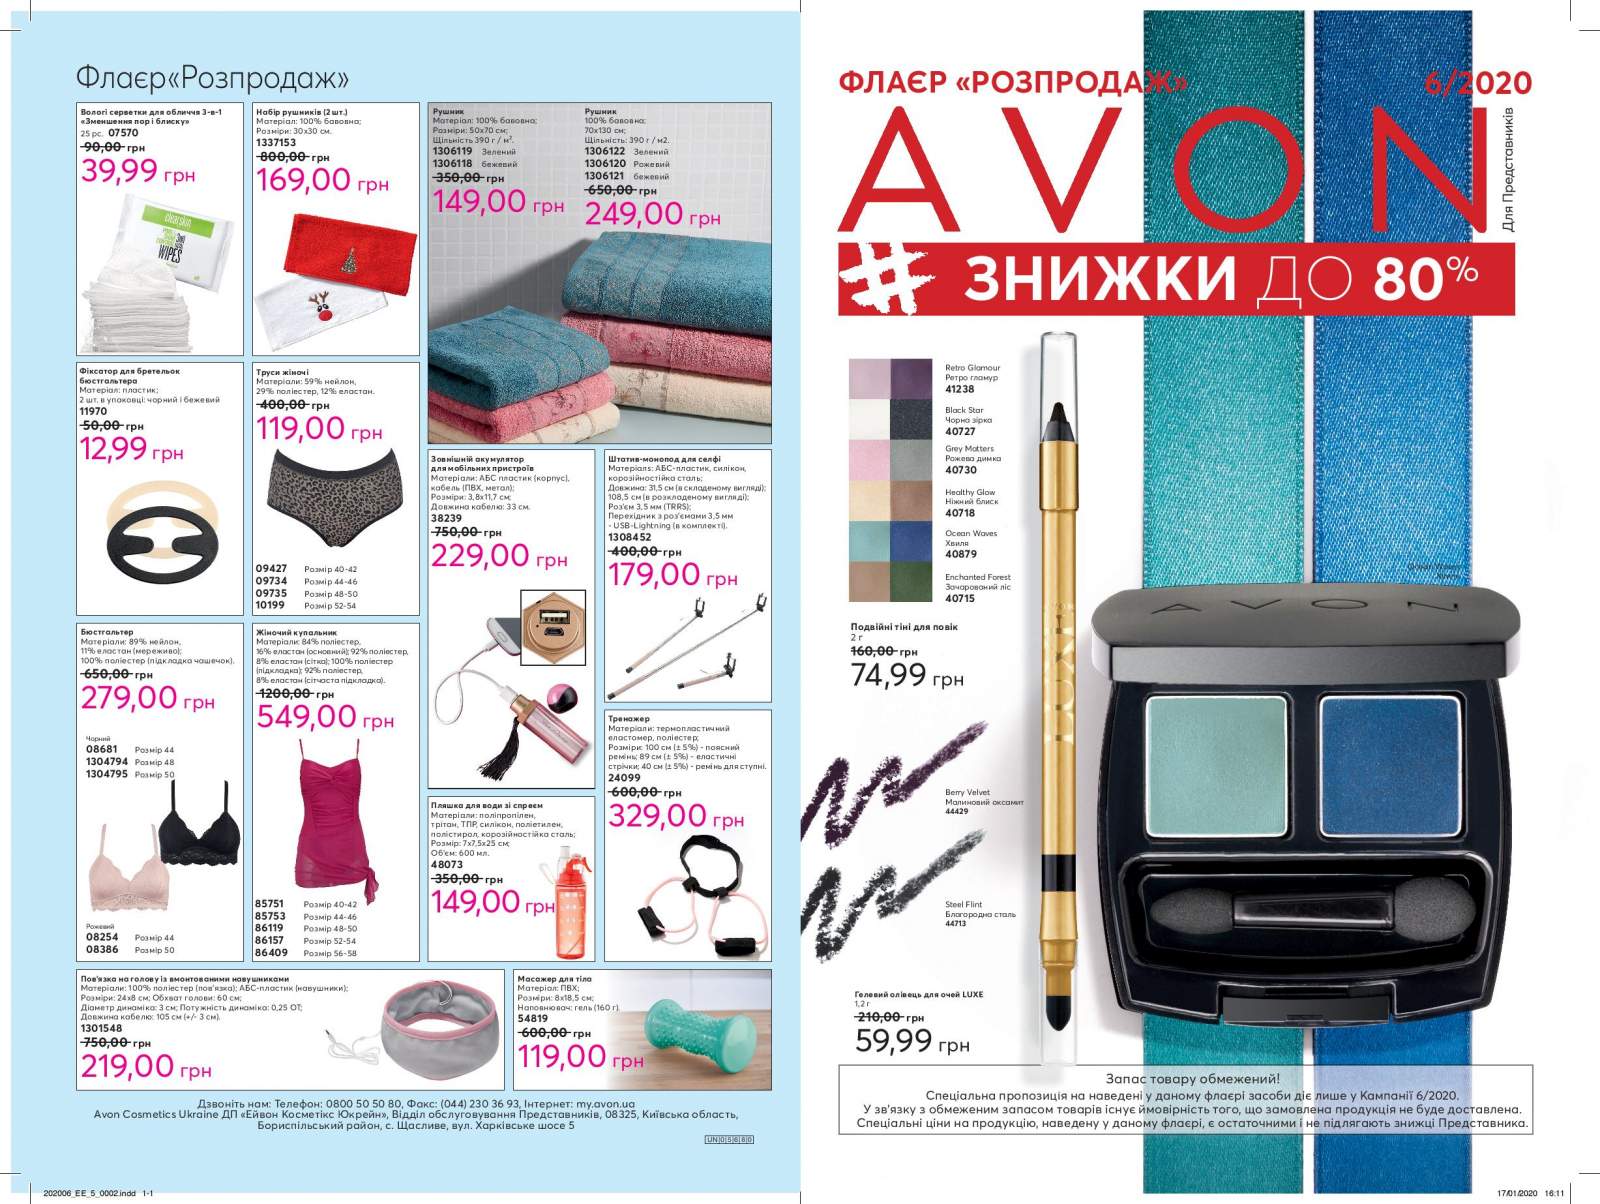 Флаєр«Розпродаж»
Вологі серветки для обличчя 3-в-1
«Зменшення пор і блиску»
25 рс. 07570
90,00 грн
39,99 грн
clearskin
WIPES
Набір рушників (2 шт.)
Матеріал: 100% бавовна;
Розміри: 30х30 см.
1337153
800,00 грн
169,00 грн
Рушник
Матеріал: 100% бавовна;
Розміри: 50х70 см;
Щільність 390 г / м².
1306119 Зелений
1306118 бежевий
350,00 грн
149,00 грн
Рушник
100% бавовна;
70х130 см;
Щільність: 390 г / м2.
1306122 Зелений
1306120 Рожевий
1306121 бежевий
650,00 грн
249,00 грн
Фіксатор для бретельок
бюстгальтера
Матеріал: пластик;
2 шт. в упаковці: чорний і бежевий
11970
50,00 грн
12,99 грн
Труси жіночі
Матеріали: 59% нейлон,
29% поліестер, 12% еластан.
400,00 грн
119,00 грн
09427 Розмір 40-42
09734 Розмір 44-46
09735 Розмір 48-50
10199 Розмір 52-54
Зовнішній акумулятор
для мобільних пристроїв
Матеріали: АБС пластик (корпус),
кабель (ПВХ, метал);
Розміри: 3,8х11,7 см;
Довжина кабелю: 33 см.
38239
750,00 грн
229,00 грн
Штатив-монопод для селфі
Матеріалs: АБС-пластик, силікон,
корозійностійка сталь;
Довжина: 31,5 см (в складеному вигляді);
108,5 см (в розкладеному вигляді);
Роз'єм 3,5 мм (TRRS);
Перехідник з роз'ємами 3,5 мм
- USB-Lightning (в комплекті).
1308452
400,00 грн
179,00 грн
Бюстгальтер
Матеріали: 89% нейлон,
11% еластан (мереживо);
100% поліестер (підкладка чашечок).
650,00 грн
279,00 грн
Чорний
08681 Розмір 44
1304794 Розмір 48
1304795 Розмір 50
Рожевий
08254 Розмір 44
08386 Розмір 50
Жіночий купальник
Матеріали: 84% поліестер,
16% еластан (основний); 92% поліестер,
8% еластан (сітка); 100% поліестер
(підкладка); 92% поліестер,
8% еластан (сітчаста підкладка).
1200,00 грн
549,00 грн
85751 Розмір 40-42
85753 Розмір 44-46
86119 Розмір 48-50
86157 Розмір 52-54
86409 Розмір 56-58
Пляшка для води зі спреєм
Матеріали: поліпропілен,
трітан, ТПР, силікон, поліетилен,
полістирол, корозійностійка сталь;
Розмір: 7х7,5х25 см;
Об'єм: 600 мл.
48073
350,00 грн
149,00 грн
Тренажер
Матеріали: термопластичний
еластомер, поліестер;
Розміри: 100 см (± 5%) - поясний
ремінь; 89 см (± 5%) - еластичні
стрічки; 40 см (± 5%) - ремінь для ступні.
24099
600,00 грн
329,00 грн
Пов'язка на голову із вмонтованими навушниками
Матеріали: 100% поліестер (пов'язка); АБС-пластик (навушники);
Розміри: 24х8 см; Обхват голови: 60 см;
Діаметр динаміка: 3 см; Потужність динаміка: 0,25 ОТ;
Довжина кабелю: 105 см (+/- 3 см).
1301548
750,00 грн
219,00 грн
Масажер для тіла
Матеріал: ПВХ;
Розміри: 8х18,5 см;
Наповнювач: гель (160 г).
54819
600,00 грн
119,00 грн
Дзвоніть нам: Телефон: 0800 50 50 80, Факс: (044) 230 36 93, Інтернет: my.avon.ua
Avon Cosmetics Ukraine ДП «Ейвон Косметікс Юкрейн», Відділ обслуговування Представників, 08325, Київська область,
Бориспільський район, с. Щасливе, вул. Харківське шосе 5
UN05680
202006_EE_5_0002.indd 1-1
ФЛАЄР «РОЗПРОДАЖ» 6/2020
AVON
Для Представників
# ЗНИЖКИ ДО 80%
Retro Glamour
Ретро гламур
41238
Black Star
Чорна зірка
40727
Grey Matters
Рожева димка
40730
Healthy Glow
Ніжний блиск
40718
Ocean Waves
Хвиля
40879
Enchanted Forest
Зачарований ліс
40715
Ocean Waves
AVON
LUXE
Подвійні тіні для повік
2 г
160,00 грн
74,99 грн
Berry Velvet
Малиновий оксамит
44429
Steel Flint
Благородна сталь
44713
Гелевий олівець для очей LUXE
1,2 г
210,00 грн
59,99 грн
Запас товару обмежений!
Спеціальна пропозиція на наведені у даному флаєрі засоби діє лише у Кампанії 6/2020.
У зв'язку з обмеженим запасом товарів існує ймовірність того, що замовлена продукція не буде доставлена.
Спеціальні ціни на продукцію, наведену у даному флаєрі, є остаточними і не підлягають знижці Представника.
17/01/2020 16:11